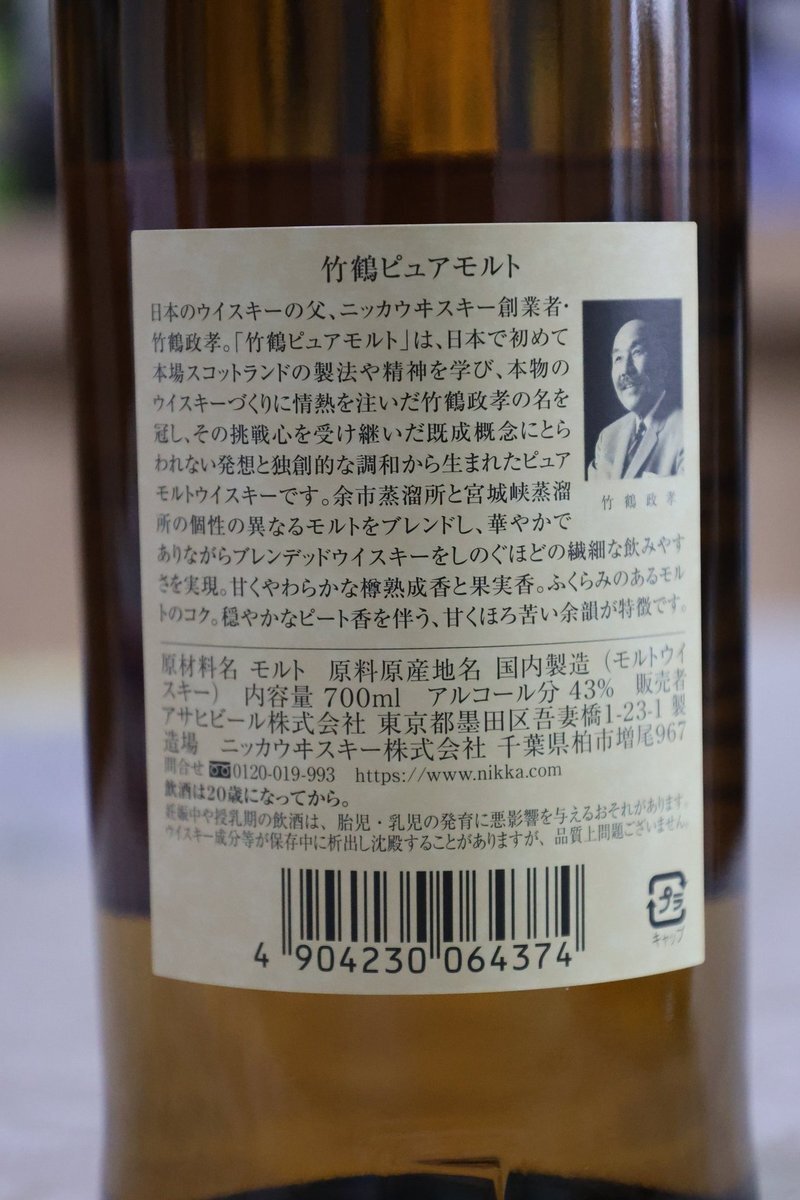 竹鶴ピュアモルト
日本のウイスキーの父、ニッカウヰスキー創業者・
竹鶴政孝。「竹鶴ピュアモルト」は、日本で初めて
本場スコットランドの製法や精神を学び、本物の
ウイスキーづくりに情熱を注いだ竹鶴政孝の名を
冠し、その挑戦心を受け継いだ既成概念にとら
われない発想と独創的な調和から生まれたピュア
モルトウイスキーです。余市蒸溜所と宮城峡蒸溜
所の個性の異なるモルトをブレンドし、華やかで
ありながらブレンデッドウイスキーをしのぐほどの繊細な飲みやす
さを実現。甘くやわらかな樽熟成香と果実香。ふくらみのあるモル
トのコク。穏やかなピート香を伴う、甘くほろ苦い余韻が特徴です。
竹鶴政孝
原材料名 モルト 原料原産地名 国内製造（モルトウイ
スキー） 内容量 700ml アルコール分 43% 販売者
アサヒビール株式会社 東京都墨田区吾妻橋1-23-1 製
造場 ニッカウヰスキー株式会社 千葉県柏市増尾967
問合せ 0120-019-993 https://www.nikka.com
飲酒は20歳になってから。
妊娠中や授乳期の飲酒は、胎児・乳児の発育に悪影響を与えるおそれがあります。
ウイスキー成分等が保存中に析出し沈殿することがありますが、品質上問題ございません。
4 904230 064374
プラ
キャップ